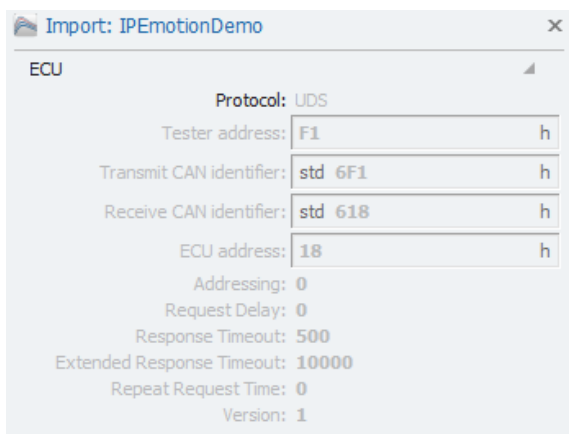 Import: IPEmotionDemo
ECU
Protocol: UDS
Tester address: F1 h
Transmit CAN identifier: std 6F1 h
Receive CAN identifier: std 618 h
ECU address: 18 h
Addressing: 0
Request Delay: 0
Response Timeout: 500
Extended Response Timeout: 10000
Repeat Request Time: 0
Version: 1